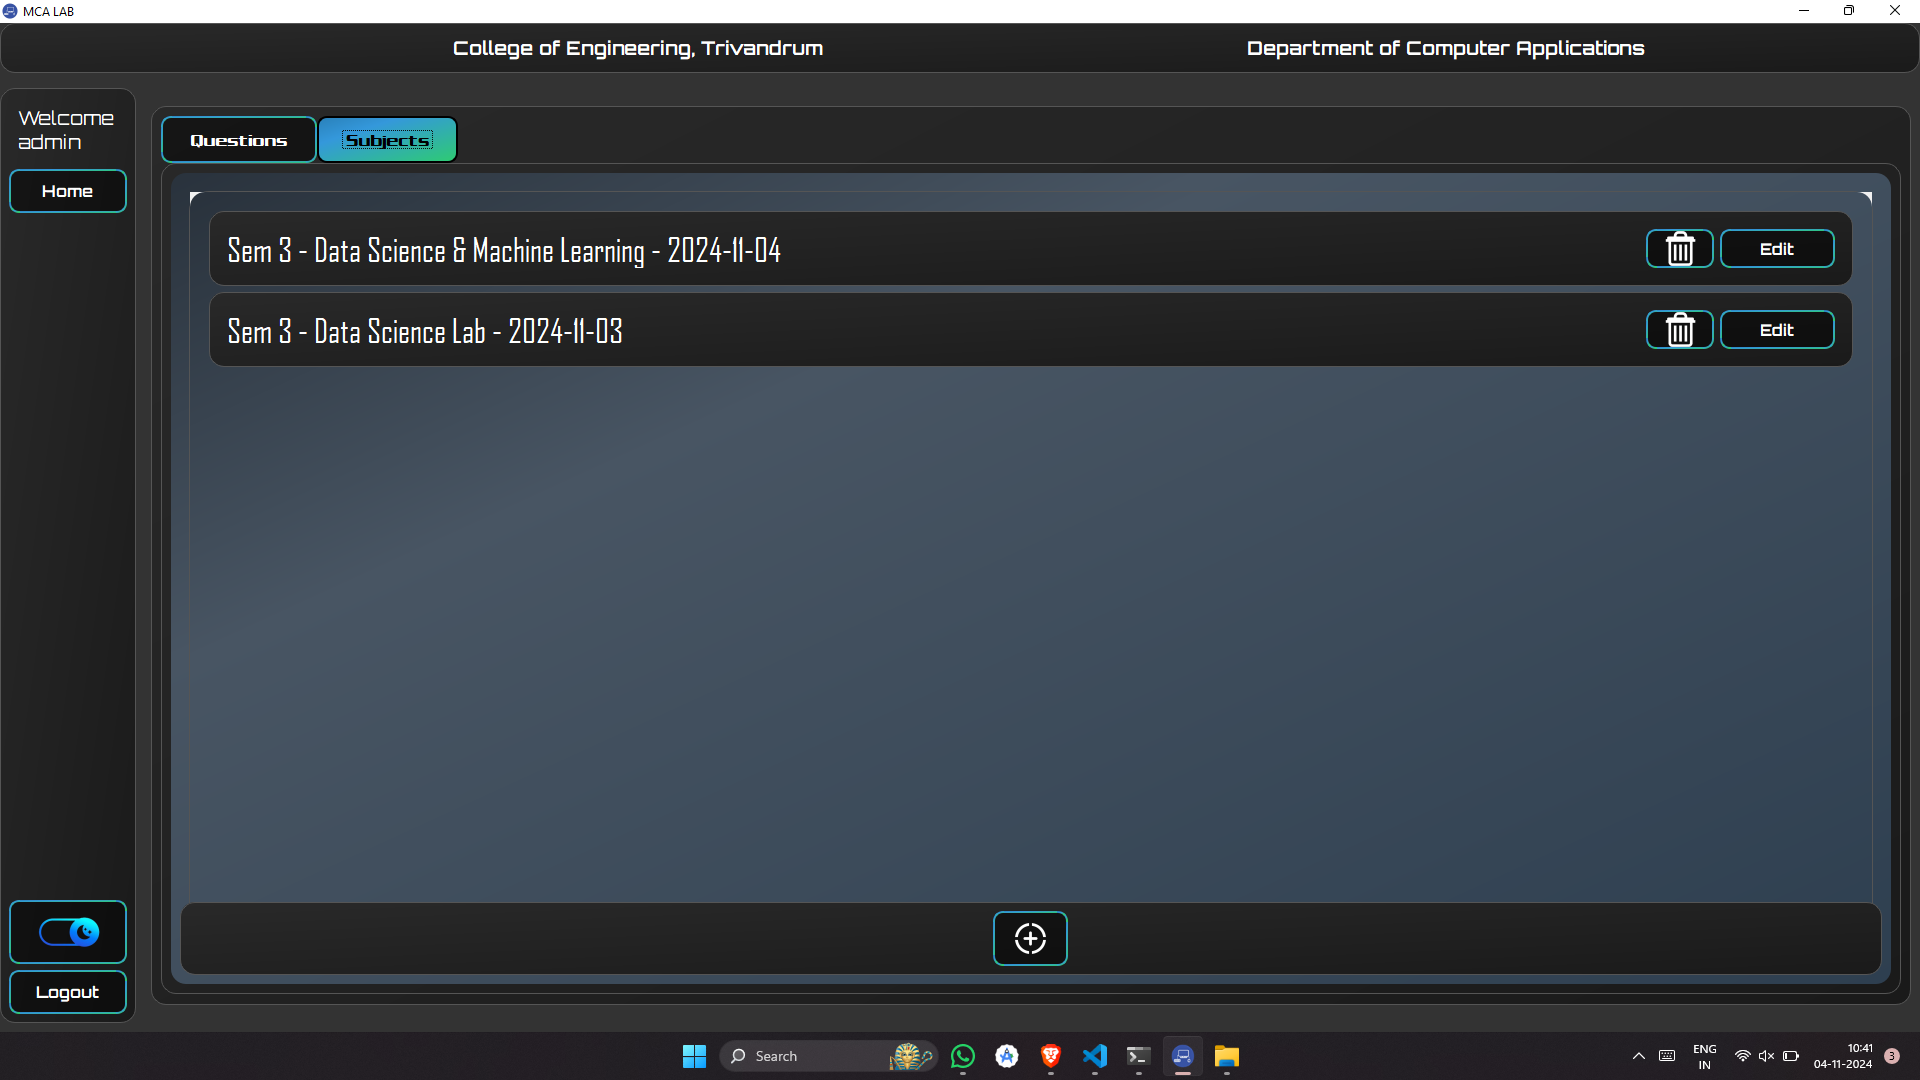 MCA LAB
College of Engineering, Trivandrum
Department of Computer Applications
Welcome
admin
Home
Questions
Subjects
Sem 3 - Data Science & Machine Learning - 2024-11-04
Edit
Sem 3 - Data Science Lab - 2024-11-03
Edit
Logout
Search
ENG
IN
10:41
04-11-2024
3